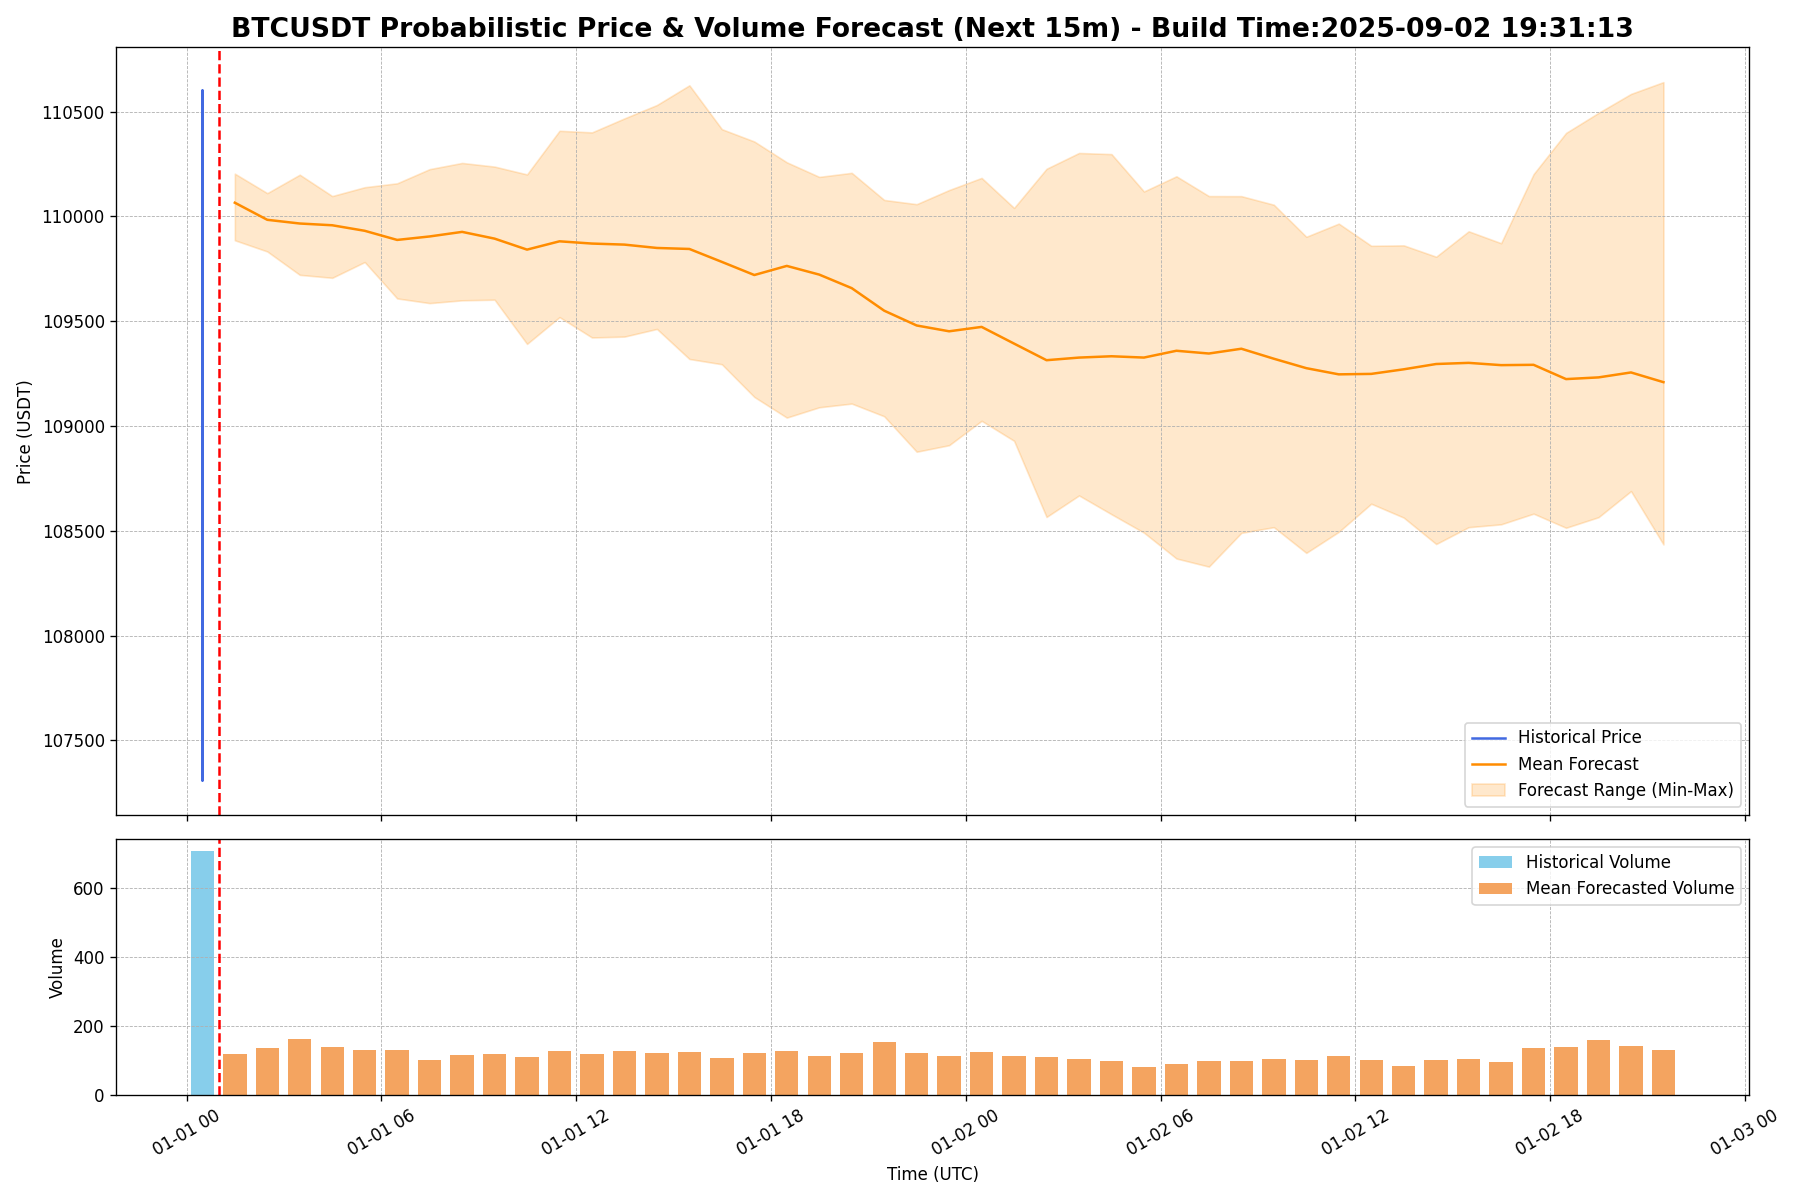 BTCUSDT Probabilistic Price & Volume Forecast (Next 15m) - Build Time:2025-09-02 19:31:13
Price (USDT)
110500
110000
109500
109000
108500
108000
107500
Historical Price
Mean Forecast
Forecast Range (Min-Max)
Volume
600
400
200
0
Historical Volume
Mean Forecasted Volume
01-01 00
01-01 06
01-01 12
01-01 18
01-02 00
01-02 06
01-02 12
01-02 18
01-03 00
Time (UTC)